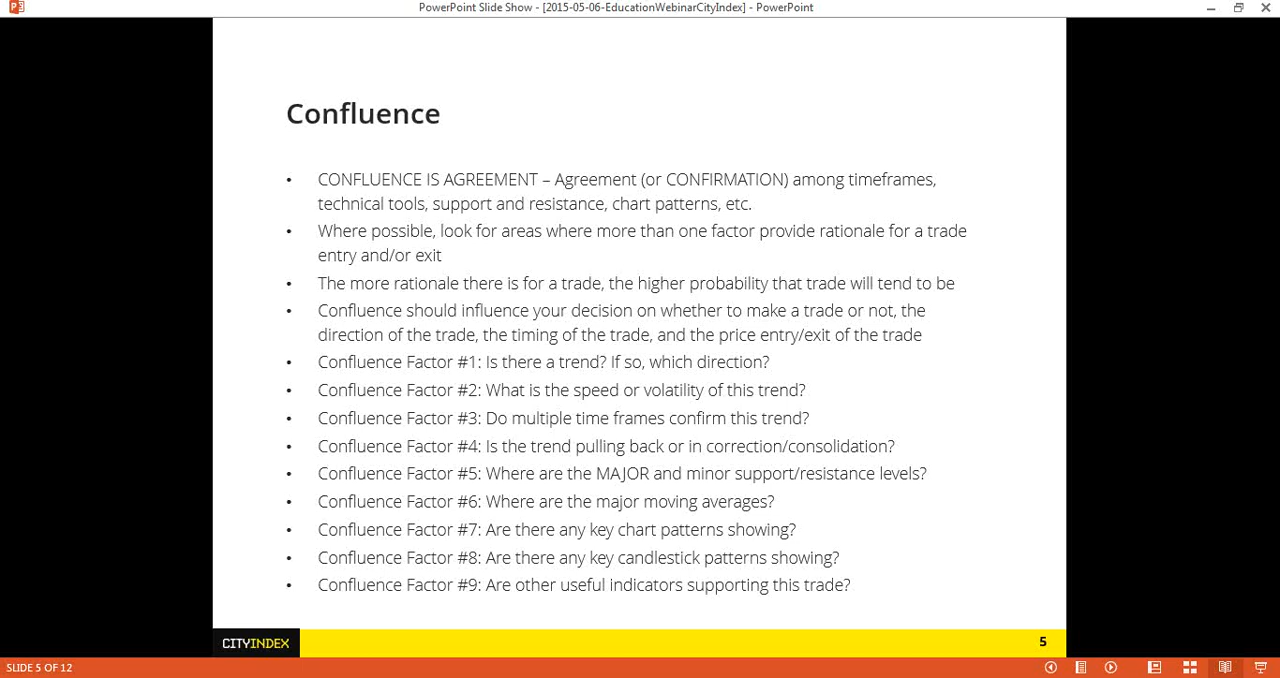 PowerPoint Slide Show - [2015-05-06-EducationWebinarCityIndex] - PowerPoint
Confluence
• CONFLUENCE IS AGREEMENT – Agreement (or CONFIRMATION) among timeframes,
technical tools, support and resistance, chart patterns, etc.
• Where possible, look for areas where more than one factor provide rationale for a trade
entry and/or exit
• The more rationale there is for a trade, the higher probability that trade will tend to be
• Confluence should influence your decision on whether to make a trade or not, the
direction of the trade, the timing of the trade, and the price entry/exit of the trade
• Confluence Factor #1: Is there a trend? If so, which direction?
• Confluence Factor #2: What is the speed or volatility of this trend?
• Confluence Factor #3: Do multiple time frames confirm this trend?
• Confluence Factor #4: Is the trend pulling back or in correction/consolidation?
• Confluence Factor #5: Where are the MAJOR and minor support/resistance levels?
• Confluence Factor #6: Where are the major moving averages?
• Confluence Factor #7: Are there any key chart patterns showing?
• Confluence Factor #8: Are there any key candlestick patterns showing?
• Confluence Factor #9: Are other useful indicators supporting this trade?
CITYINDEX
5
SLIDE 5 OF 12